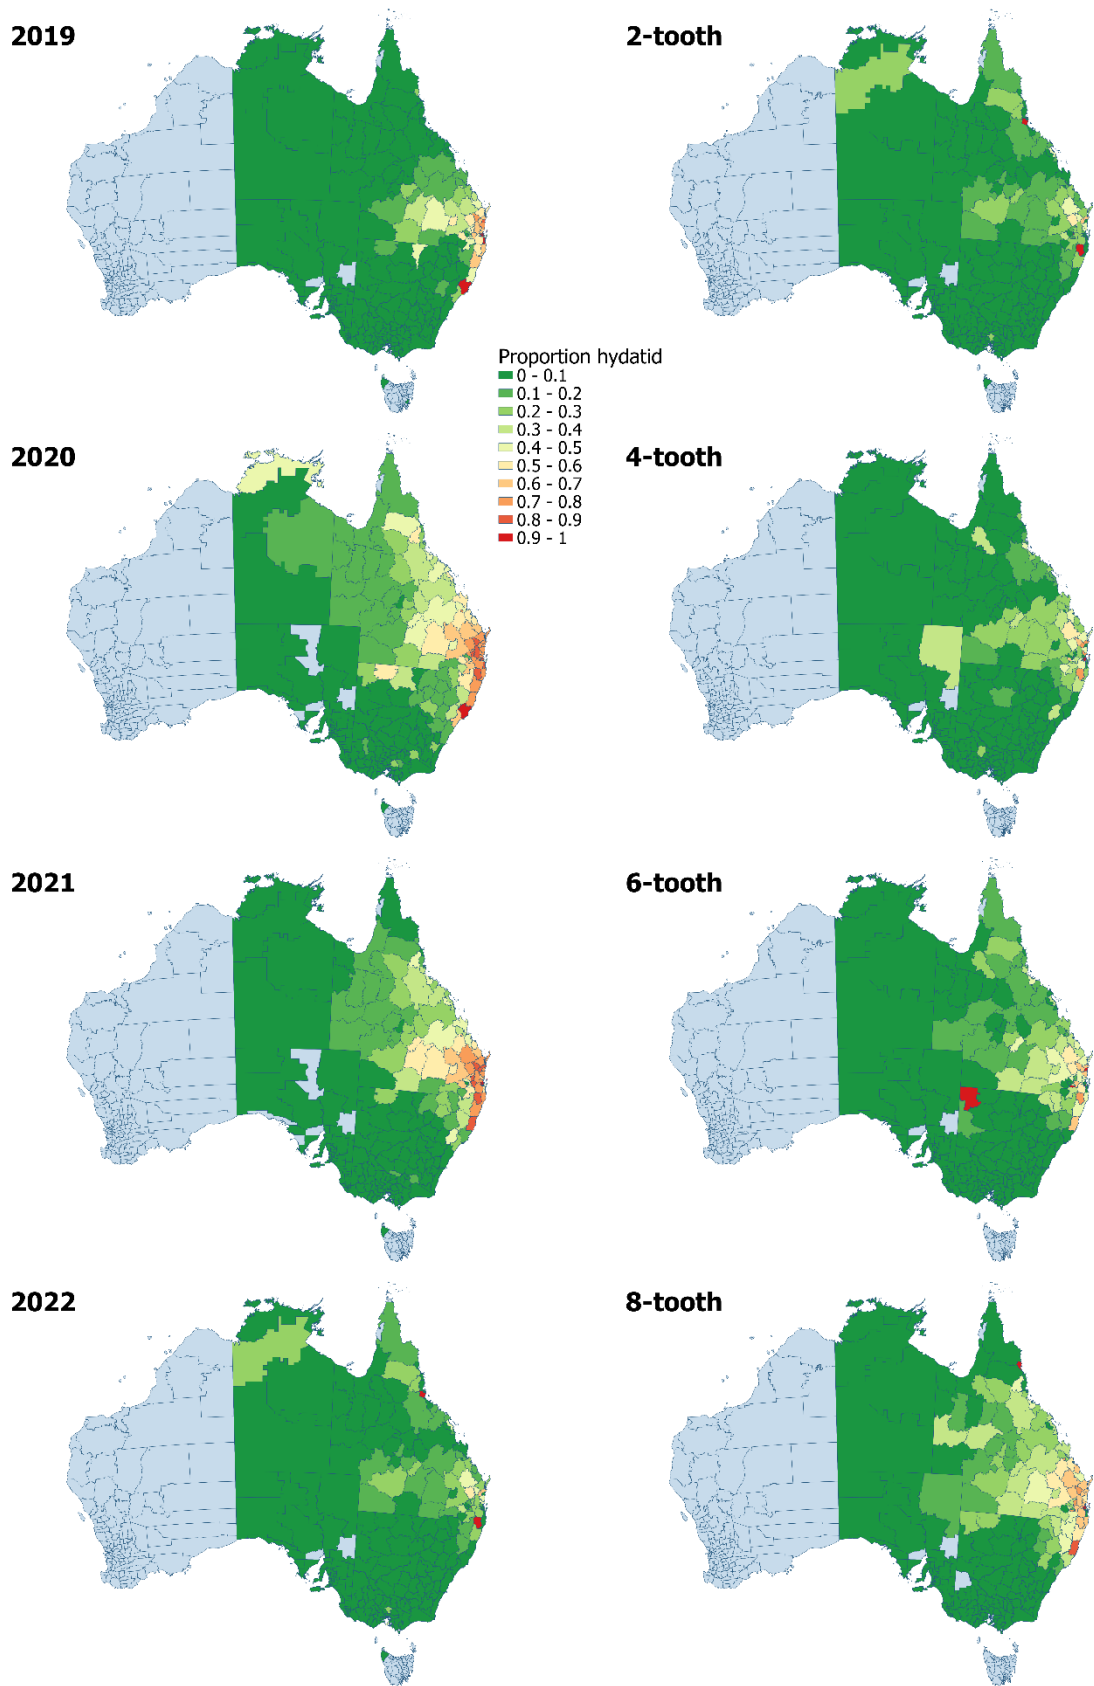 2019
2-tooth
Proportion hydatid
0 - 0.1
0.1 - 0.2
0.2 - 0.3
0.3 - 0.4
0.4 - 0.5
0.5 - 0.6
0.6 - 0.7
0.7 - 0.8
0.8 - 0.9
0.9 - 1
2020
4-tooth
2021
6-tooth
2022
8-tooth